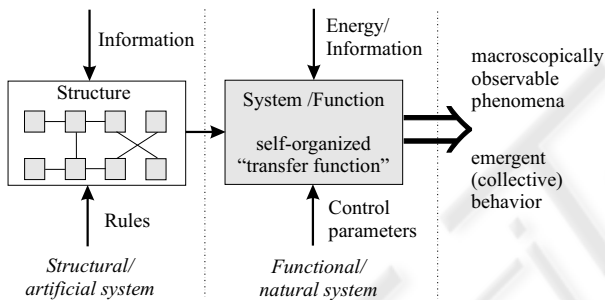 Information
Structure
Rules
Structural/
artificial system
Energy/
Information
System /Function
self-organized
“transfer function”
Control
parameters
Functional/
natural system
macroscopically
observable
phenomena
emergent
(collective)
behavior